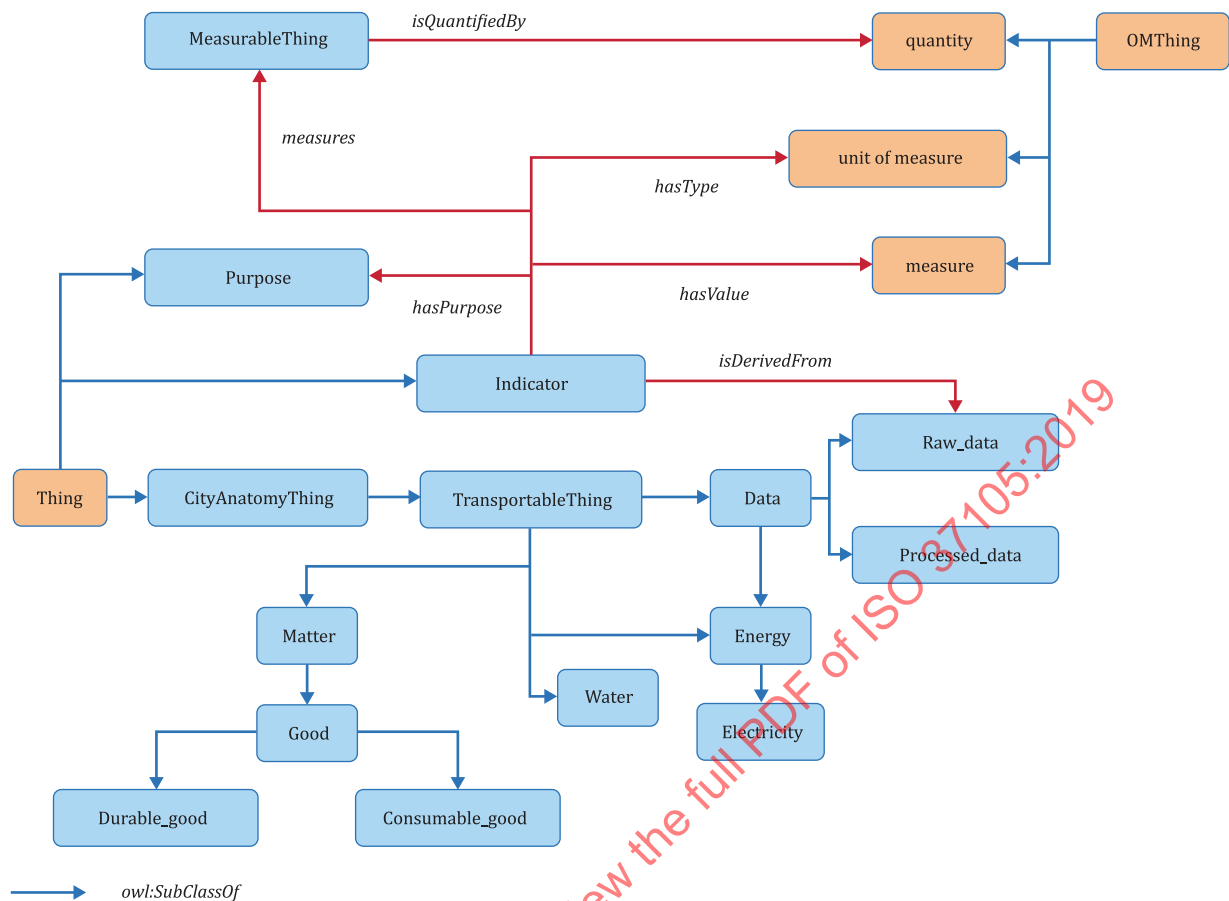 isQuantifiedBy
MeasurableThing
quantity
OMThing
measures
unit of measure
hasType
Purpose
measure
hasPurpose
hasValue
isDerivedFrom
Indicator
Raw_data
Thing
CityAnatomyThing
TransportableThing
Data
Processed_data
Matter
Energy
Water
Good
Electricity
Durable_good
Consumable_good
owl:SubClassOf
the full PDF of ISO 37105:2019